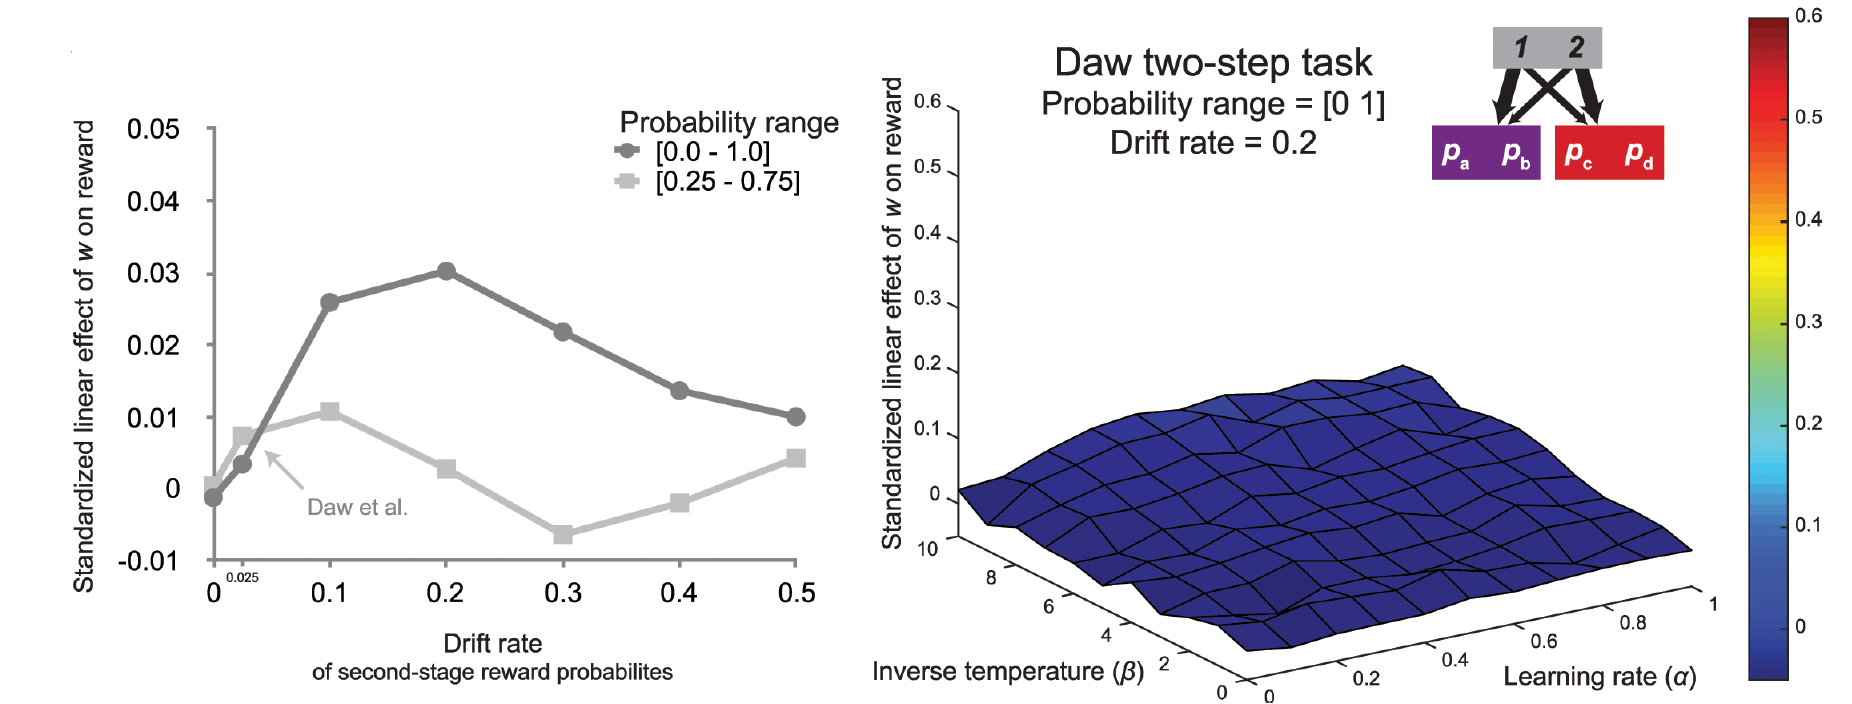 Standardized linear effect of w on reward
0.05
0.04
0.03
0.02
0.01
0
-0.01
Probability range
[0.0 - 1.0]
[0.25 - 0.75]
Daw et al.
0
0.025
0.1
0.2
0.3
0.4
0.5
Drift rate
of second-stage reward probabilites
Daw two-step task
Probability range = [0 1]
Drift rate = 0.2
1 2
pa pb pc pd
Standardized linear effect of w on reward
0.6
0.5
0.4
0.3
0.2
0.1
0
10
8
6
4
2
0
Inverse temperature (β)
0
0.2
0.4
0.6
0.8
1
Learning rate (α)
0.6
0.5
0.4
0.3
0.2
0.1
0